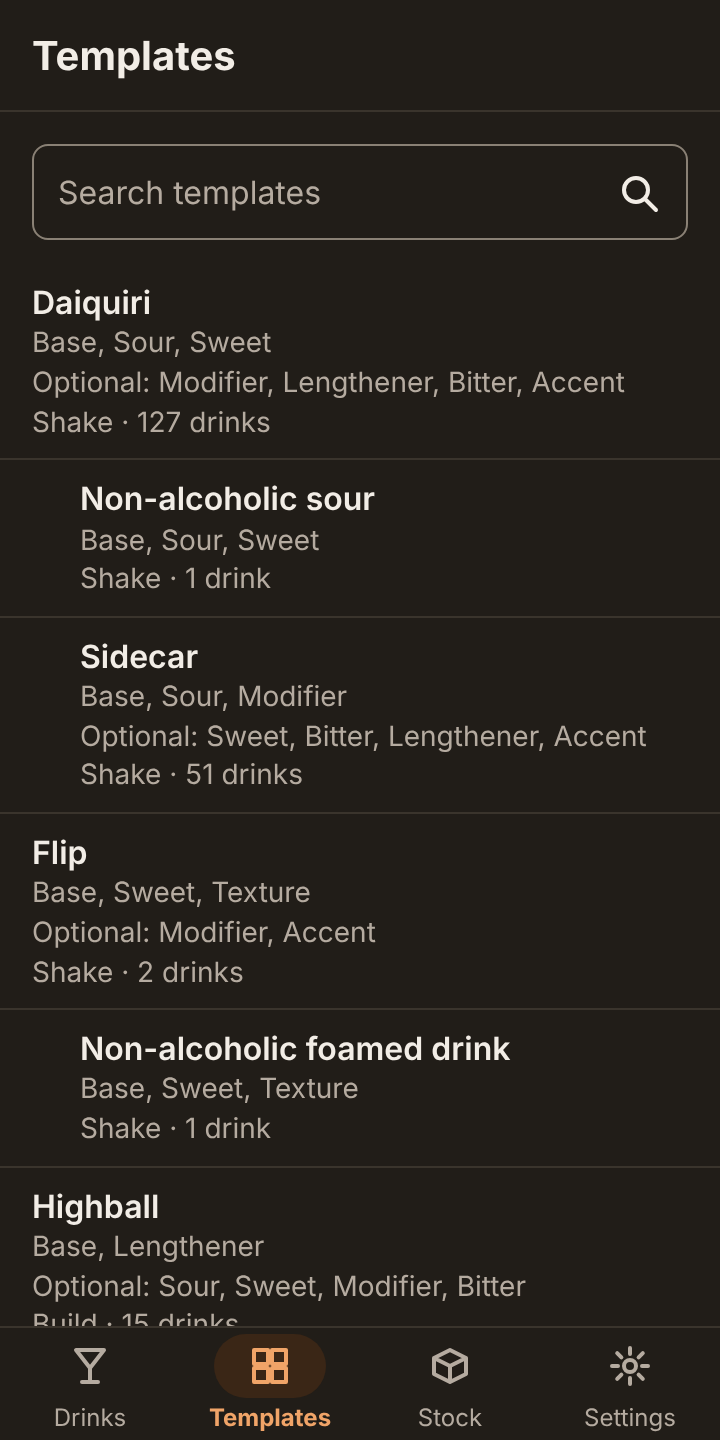 Templates
Search templates
Daiquiri
Base, Sour, Sweet
Optional: Modifier, Lengthener, Bitter, Accent
Shake · 127 drinks
Non-alcoholic sour
Base, Sour, Sweet
Shake · 1 drink
Sidecar
Base, Sour, Modifier
Optional: Sweet, Bitter, Lengthener, Accent
Shake · 51 drinks
Flip
Base, Sweet, Texture
Optional: Modifier, Accent
Shake · 2 drinks
Non-alcoholic foamed drink
Base, Sweet, Texture
Shake · 1 drink
Highball
Base, Lengthener
Optional: Sour, Sweet, Modifier, Bitter
Build · 15 drinks
Drinks Templates Stock Settings